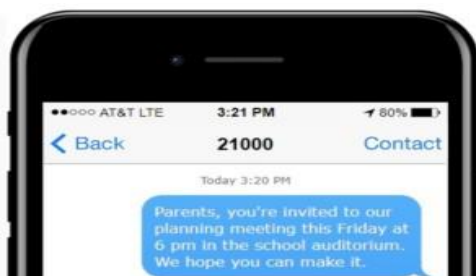 ●●○○○ AT&T LTE 3:21 PM 80%
Back 21000 Contact
Today 3:20 PM
Parents, you're invited to our
planning meeting this Friday at
6 pm in the school auditorium.
We hope you can make it.